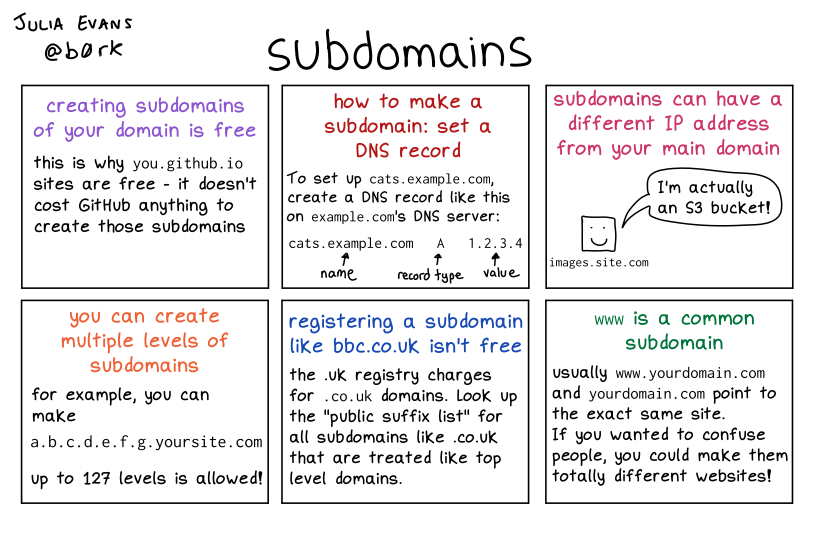 JULIA EVANS
@b0rk
subdomains
creating subdomains
of your domain is free
this is why you.github.io
sites are free - it doesn't
cost GitHub anything to
create those subdomains
how to make a
subdomain: set a
DNS record
To set up cats.example.com,
create a DNS record like this
on example.com's DNS server:
cats.example.com A 1.2.3.4
name record type value
subdomains can have a
different IP address
from your main domain
I'm actually
an S3 bucket!
images.site.com
you can create
multiple levels of
subdomains
for example, you can
make
a.b.c.d.e.f.g.yoursite.com
up to 127 levels is allowed!
registering a subdomain
like bbc.co.uk isn't free
the .uk registry charges
for .co.uk domains. Look up
the "public suffix list" for
all subdomains like .co.uk
that are treated like top
level domains.
www is a common
subdomain
usually www.yourdomain.com
and yourdomain.com point to
the exact same site.
If you wanted to confuse
people, you could make them
totally different websites!